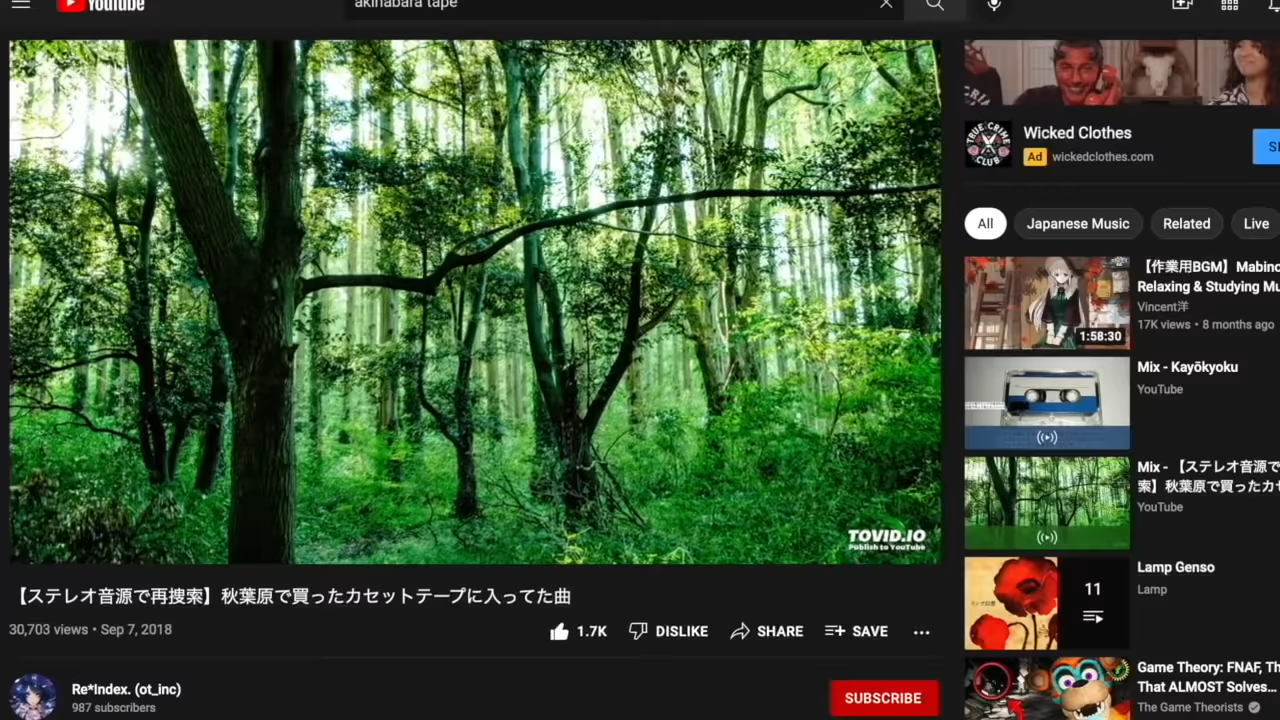 YouTube
akihabara tape
TOVID.IO
Publish to YouTube
【ステレオ音源で再捜索】秋葉原で買ったカセットテープに入ってた曲
30,703 views • Sep 7, 2018
1.7K
DISLIKE
SHARE
SAVE
Re*Index. (ot_inc)
987 subscribers
SUBSCRIBE
TRUE CRIME
CLUB
Wicked Clothes
Ad wickedclothes.com
All
Japanese Music
Related
Live
【作業用BGM】Mabino
Relaxing & Studying Mu
Vincent洋
17K views • 8 months ago
1:58:30
Mix - Kayōkyoku
YouTube
Mix - 【ステレオ音源で
索】秋葉原で買ったカセ
YouTube
Lamp Genso
Lamp
11
Game Theory: FNAF, Th
That ALMOST Solves...
The Game Theorists